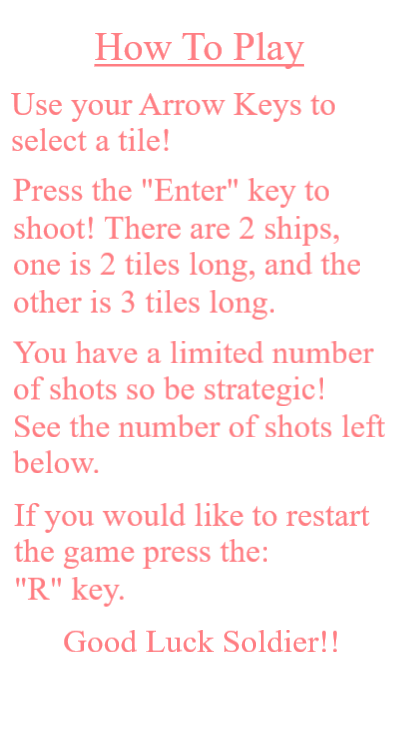 How To Play
Use your Arrow Keys to
select a tile!
Press the "Enter" key to
shoot! There are 2 ships,
one is 2 tiles long, and the
other is 3 tiles long.
You have a limited number
of shots so be strategic!
See the number of shots left
below.
If you would like to restart
the game press the:
"R" key.
Good Luck Soldier!!